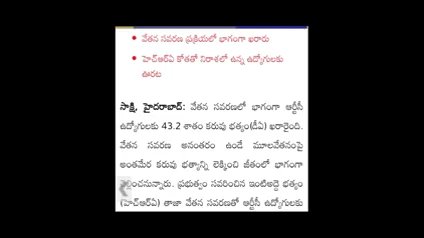 వేతన సవరణ ప్రక్రియలో భాగంగా ఖరారు
హెచ్ఆర్ఏ కోతతో నిరాశలో ఉన్న ఉద్యోగులకు
ఊరట
సాక్షి, హైదరాబాద్: వేతన సవరణలో భాగంగా ఆర్టీసీ
ఉద్యోగులకు 43.2 శాతం కరువు భత్యం(డీఏ) ఖరారైంది.
వేతన సవరణ అనంతరం ఉండే మూలవేతనంపై
అంతమేర కరువు భత్యాన్ని లెక్కించి జీతంలో భాగంగా
చెల్లించనున్నారు. ప్రభుత్వం సవరించిన ఇంటిఅద్దె భత్యం
(హెచ్ఆర్ఏ) తాజా వేతన సవరణతో ఆర్టీసీ ఉద్యోగులకు